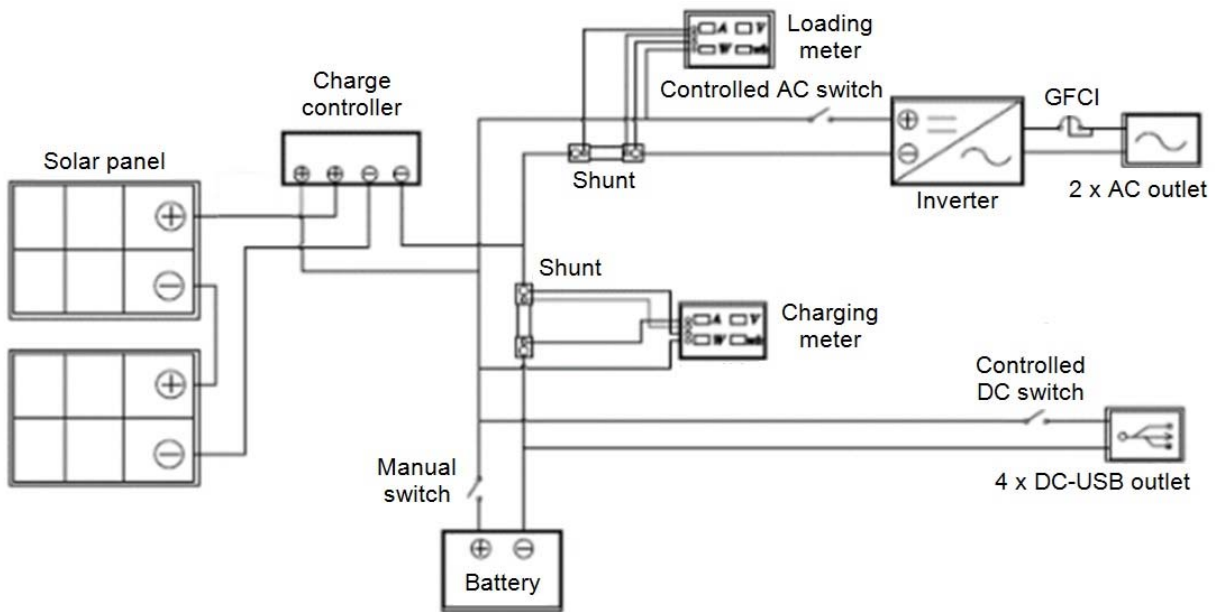 Loading
meter
Charge
controller
Controlled AC switch
GFCI
Solar panel
A V
W
Shunt
Inverter
2 x AC outlet
Shunt
Charging
meter
A V
W
Controlled
DC switch
Manual
switch
4 x DC-USB outlet
Battery